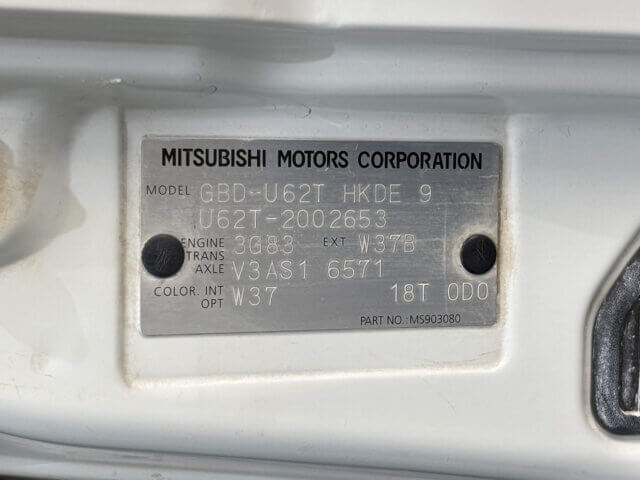 MITSUBISHI MOTORS CORPORATION
MODEL GBD-U62T HKDE 9
U62T-2002653
ENGINE 3G83 EXT W37B
TRANS
AXLE V3AS1 6571
COLOR. INT W37 18T 0D0
OPT
PART NO.:MS903080